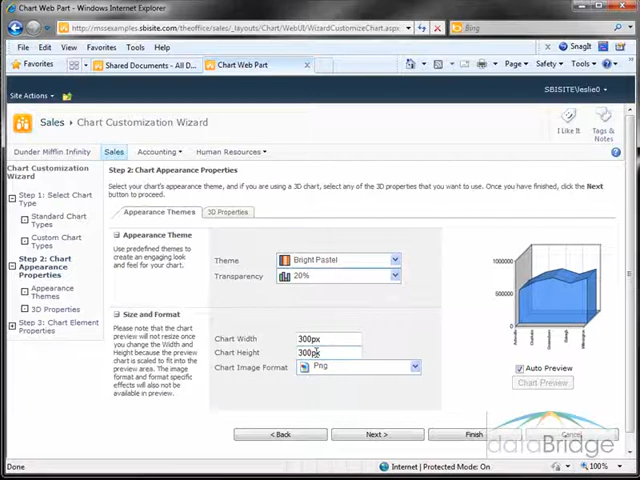 Chart Web Part - Windows Internet Explorer
http://mssexamples.sbisite.com/theoffice/sales/_layouts/Chart/WebUI/WizardCustomizeChart.aspx
Bing
File Edit View Favorites Tools Help
SnagIt
Favorites
Shared Documents - All D...
Chart Web Part
Page Safety Tools
Site Actions
SBISITE\leslie0
Sales Chart Customization Wizard
I Like It
Tags & Notes
Dunder Mifflin Infinity Sales Accounting Human Resources
Chart Customization Wizard
Step 1: Select Chart Type
Standard Chart Types
Custom Chart Types
Step 2: Chart Appearance Properties
Appearance Themes
3D Properties
Step 3: Chart Element Properties
Step 2: Chart Appearance Properties
Select your chart's appearance theme, and if you are using a 3D chart, select any of the 3D properties that you want to use. Once you have finished, click the Next
button to proceed.
Appearance Themes 3D Properties
Appearance Theme
Use predefined themes to
create an engaging look
and feel for your chart.
Theme Bright Pastel
Transparency 20%
Size and Format
Please note that the chart
preview will not resize once
you change the Width and
Height because the preview
chart is scaled to fit into the
preview area. The image
format and format specific
effects will also not be
available in preview.
Chart Width 300px
Chart Height 300px
Chart Image Format Png
1000000
500000
0
Auto Preview
Chart Preview
< Back Next > Finish Cancel
dataBridge
Done
Internet | Protected Mode: On
100%